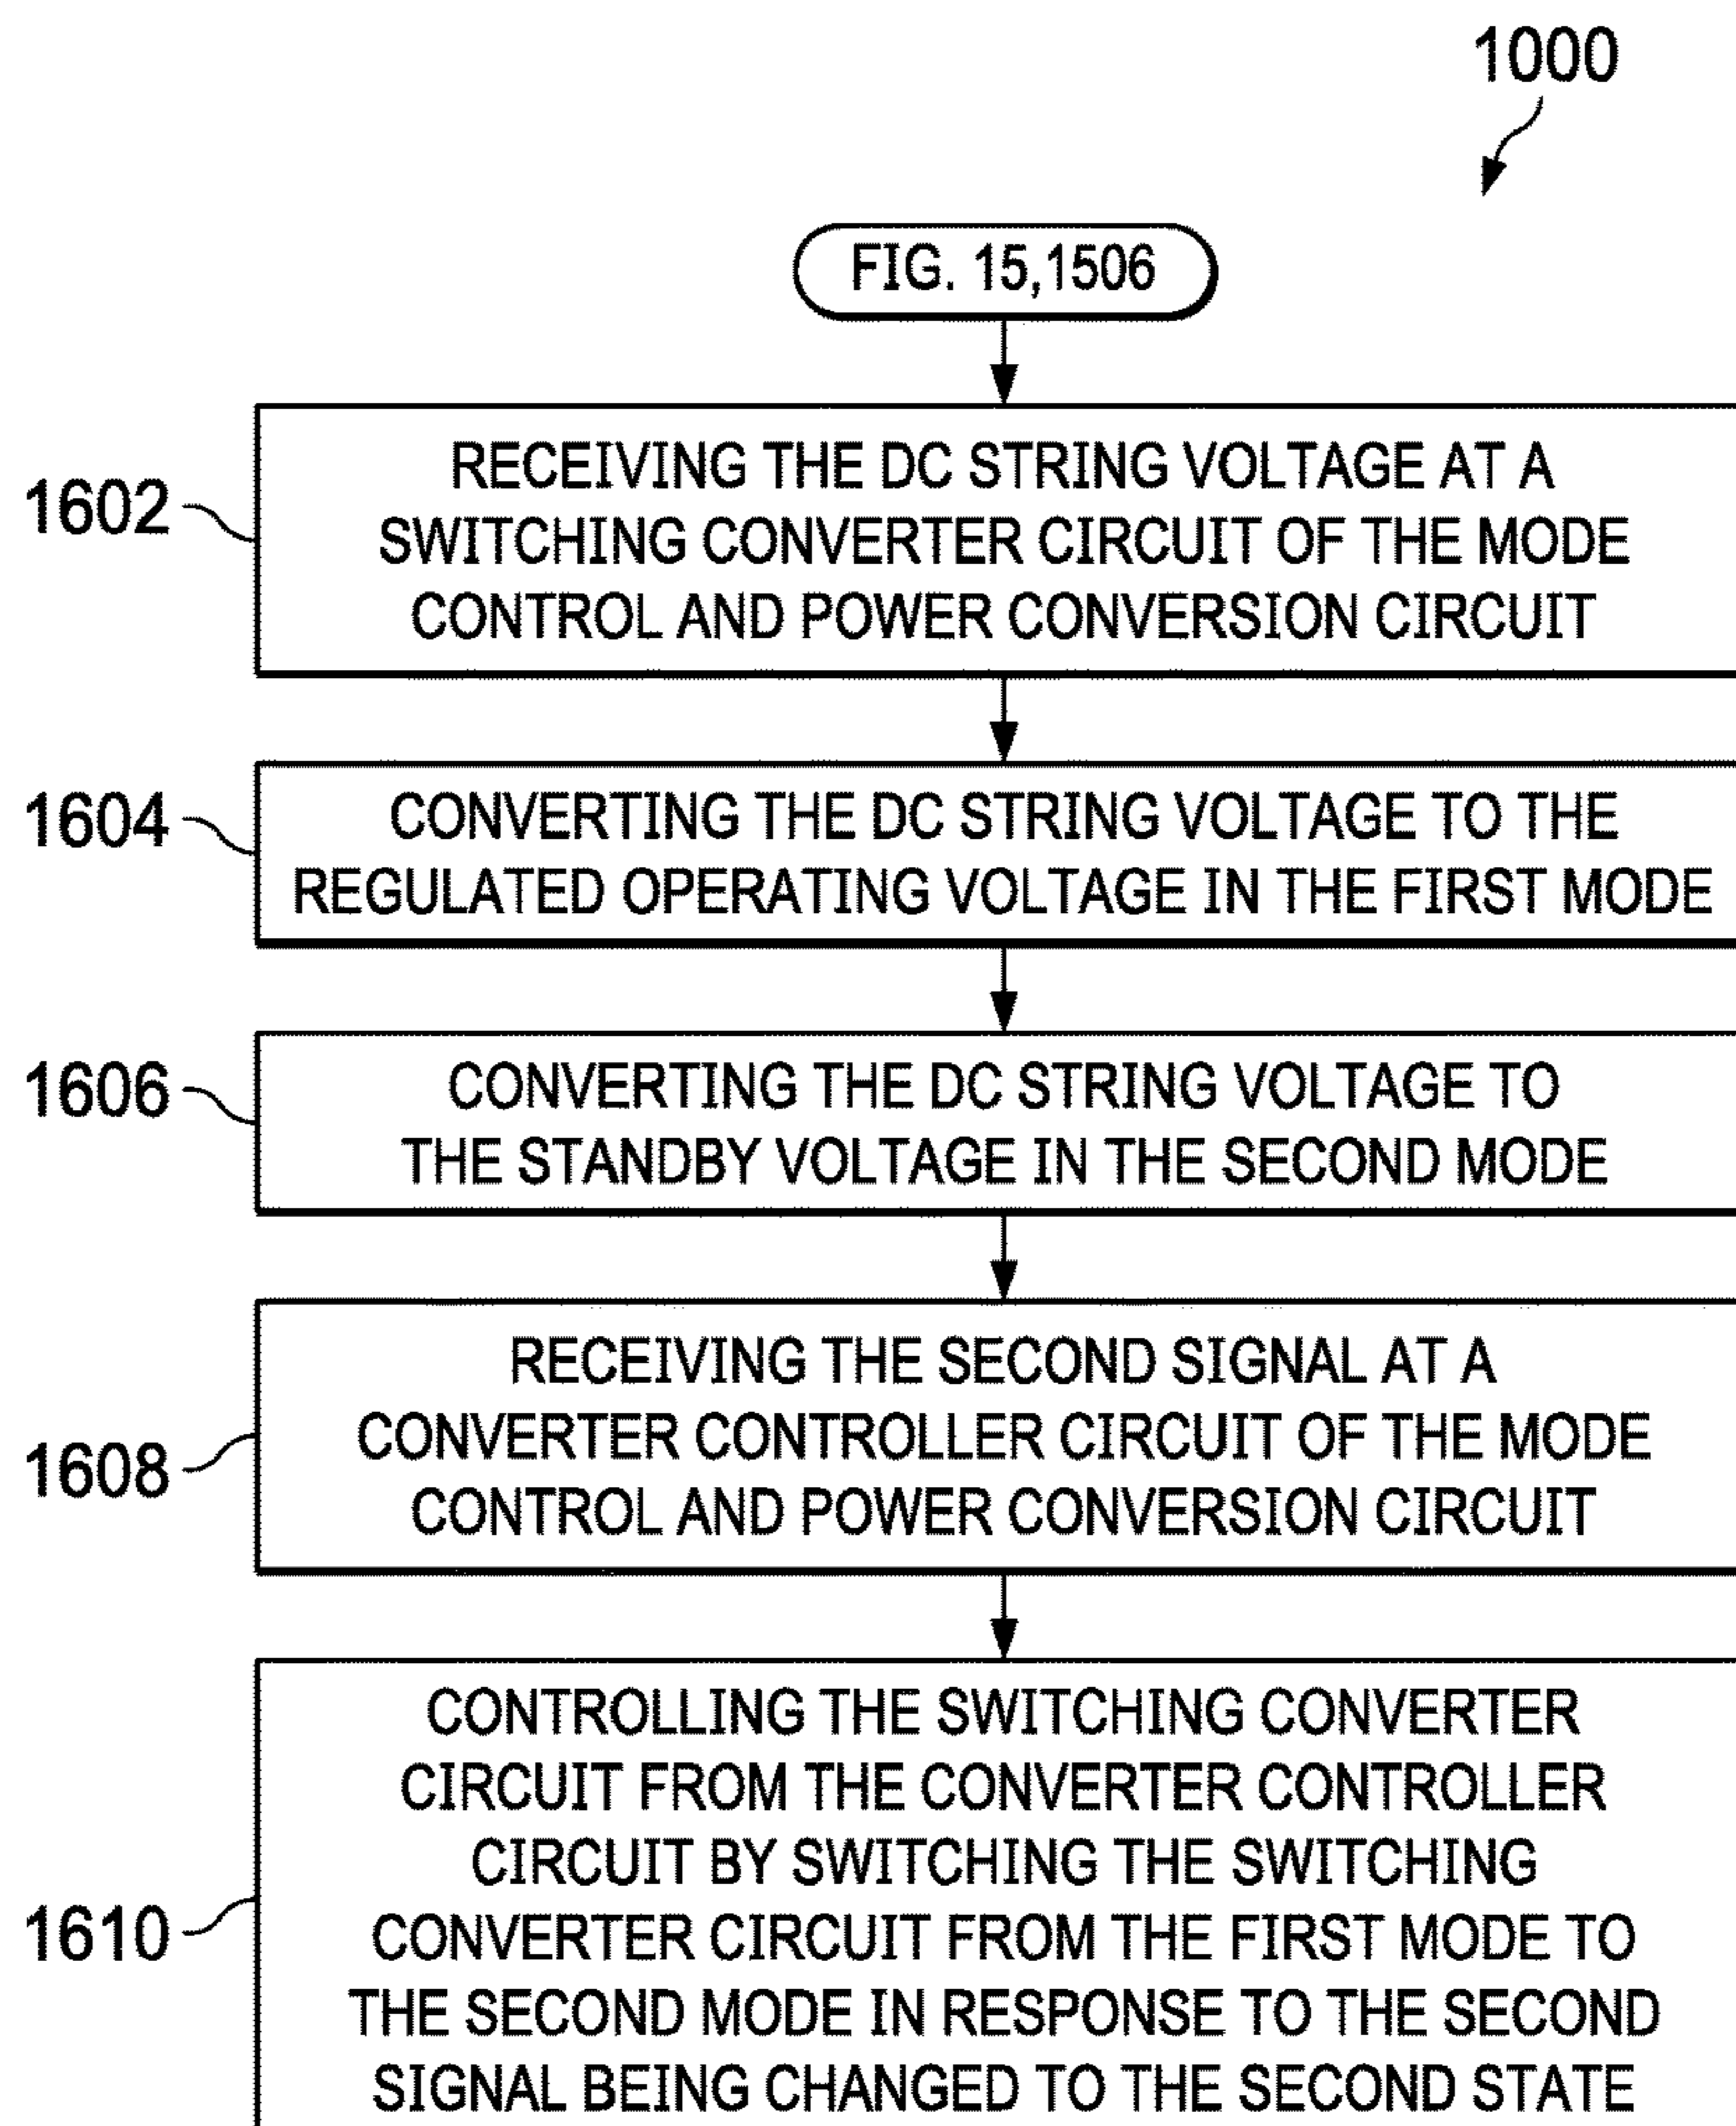 1000
FIG. 15,1506
1602
RECEIVING THE DC STRING VOLTAGE AT A
SWITCHING CONVERTER CIRCUIT OF THE MODE
CONTROL AND POWER CONVERSION CIRCUIT
1604
CONVERTING THE DC STRING VOLTAGE TO THE
REGULATED OPERATING VOLTAGE IN THE FIRST MODE
1606
CONVERTING THE DC STRING VOLTAGE TO
THE STANDBY VOLTAGE IN THE SECOND MODE
1608
RECEIVING THE SECOND SIGNAL AT A
CONVERTER CONTROLLER CIRCUIT OF THE MODE
CONTROL AND POWER CONVERSION CIRCUIT
1610
CONTROLLING THE SWITCHING CONVERTER
CIRCUIT FROM THE CONVERTER CONTROLLER
CIRCUIT BY SWITCHING THE SWITCHING
CONVERTER CIRCUIT FROM THE FIRST MODE TO
THE SECOND MODE IN RESPONSE TO THE SECOND
SIGNAL BEING CHANGED TO THE SECOND STATE